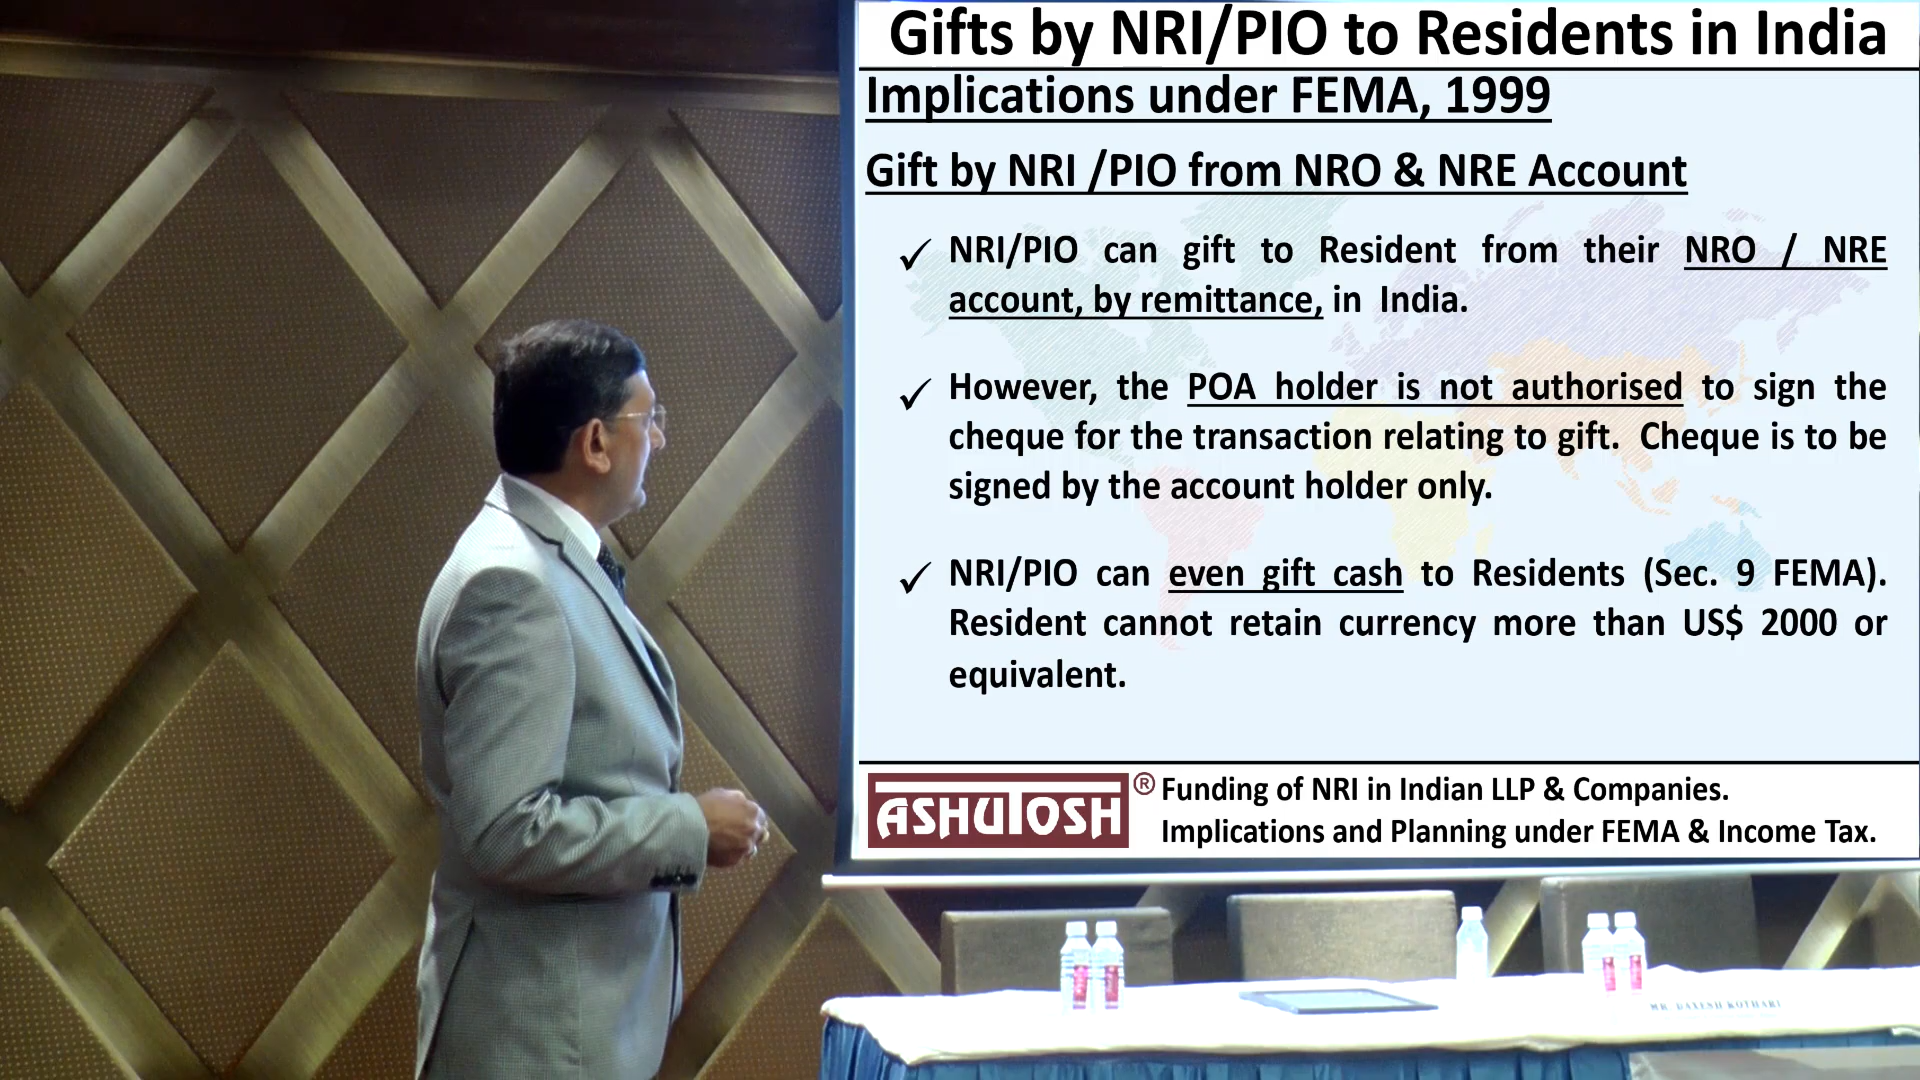 Gifts by NRI/PIO to Residents in India
Implications under FEMA, 1999
Gift by NRI /PIO from NRO & NRE Account
✓ NRI/PIO can gift to Resident from their NRO / NRE
account, by remittance, in India.
✓ However, the POA holder is not authorised to sign the
cheque for the transaction relating to gift. Cheque is to be
signed by the account holder only.
✓ NRI/PIO can even gift cash to Residents (Sec. 9 FEMA).
Resident cannot retain currency more than US$ 2000 or
equivalent.
ASHUTOSH®
Funding of NRI in Indian LLP & Companies.
Implications and Planning under FEMA & Income Tax.
MR. DAXESH KOTHARI